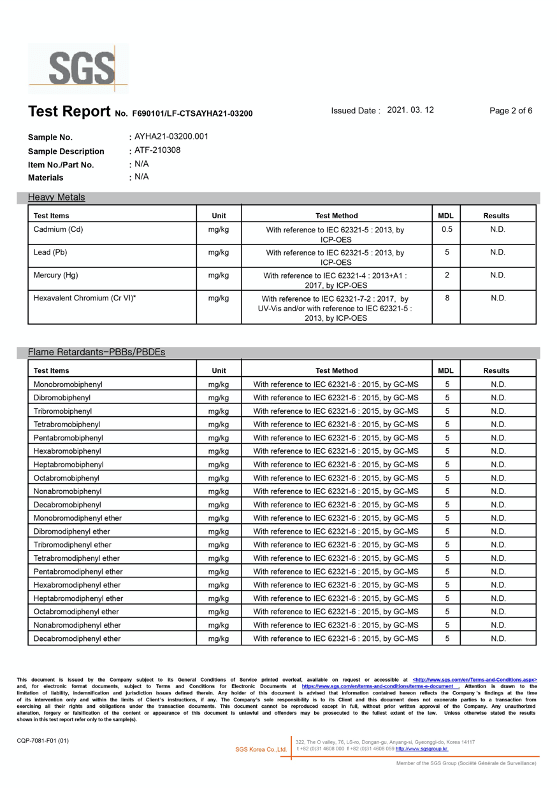 SGS
Test Report No. F690101/LF-CTSAYHA21-03200 Issued Date : 2021. 03. 12 Page 2 of 6
Sample No. : AYHA21-03200.001
Sample Description : ATF-210308
Item No./Part No. : N/A
Materials : N/A
Heavy Metals
Test Items Unit Test Method MDL Results
Cadmium (Cd) mg/kg With reference to IEC 62321-5 : 2013, by 0.5 N.D.
ICP-OES
Lead (Pb) mg/kg With reference to IEC 62321-5 : 2013, by 5 N.D.
ICP-OES
Mercury (Hg) mg/kg With reference to IEC 62321-4 : 2013+A1 : 2 N.D.
2017, by ICP-OES
Hexavalent Chromium (Cr VI)* mg/kg With reference to IEC 62321-7-2 : 2017, by 8 N.D.
UV-Vis and/or with reference to IEC 62321-5 :
2013, by ICP-OES
Flame Retardants-PBBs/PBDEs
Test Items Unit Test Method MDL Results
Monobromobiphenyl mg/kg With reference to IEC 62321-6 : 2015, by GC-MS 5 N.D.
Dibromobiphenyl mg/kg With reference to IEC 62321-6 : 2015, by GC-MS 5 N.D.
Tribromobiphenyl mg/kg With reference to IEC 62321-6 : 2015, by GC-MS 5 N.D.
Tetrabromobiphenyl mg/kg With reference to IEC 62321-6 : 2015, by GC-MS 5 N.D.
Pentabromobiphenyl mg/kg With reference to IEC 62321-6 : 2015, by GC-MS 5 N.D.
Hexabromobiphenyl mg/kg With reference to IEC 62321-6 : 2015, by GC-MS 5 N.D.
Heptabromobiphenyl mg/kg With reference to IEC 62321-6 : 2015, by GC-MS 5 N.D.
Octabromobiphenyl mg/kg With reference to IEC 62321-6 : 2015, by GC-MS 5 N.D.
Nonabromobiphenyl mg/kg With reference to IEC 62321-6 : 2015, by GC-MS 5 N.D.
Decabromobiphenyl mg/kg With reference to IEC 62321-6 : 2015, by GC-MS 5 N.D.
Monobromodiphenyl ether mg/kg With reference to IEC 62321-6 : 2015, by GC-MS 5 N.D.
Dibromodiphenyl ether mg/kg With reference to IEC 62321-6 : 2015, by GC-MS 5 N.D.
Tribromodiphenyl ether mg/kg With reference to IEC 62321-6 : 2015, by GC-MS 5 N.D.
Tetrabromodiphenyl ether mg/kg With reference to IEC 62321-6 : 2015, by GC-MS 5 N.D.
Pentabromodiphenyl ether mg/kg With reference to IEC 62321-6 : 2015, by GC-MS 5 N.D.
Hexabromodiphenyl ether mg/kg With reference to IEC 62321-6 : 2015, by GC-MS 5 N.D.
Heptabromodiphenyl ether mg/kg With reference to IEC 62321-6 : 2015, by GC-MS 5 N.D.
Octabromodiphenyl ether mg/kg With reference to IEC 62321-6 : 2015, by GC-MS 5 N.D.
Nonabromodiphenyl ether mg/kg With reference to IEC 62321-6 : 2015, by GC-MS 5 N.D.
Decabromodiphenyl ether mg/kg With reference to IEC 62321-6 : 2015, by GC-MS 5 N.D.
This document is issued by the Company subject to its General Conditions of Service printed overleaf, available on request or accessible at <http://www.sgs.com/en/Terms-and-Conditions.aspx>
and, for electronic format documents, subject to Terms and Conditions for Electronic Documents at https://www.sgs.com/en/terms-and-conditions/terms-e-document . Attention is drawn to the
limitation of liability, indemnification and jurisdiction issues defined therein. Any holder of this document is advised that information contained hereon reflects the Company's findings at the time
of its intervention only and within the limits of Client's instructions, if any. The Company's sole responsibility is to its Client and this document does not exonerate parties to a transaction from
exercising all their rights and obligations under the transaction documents. This document cannot be reproduced except in full, without prior written approval of the Company. Any unauthorized
alteration, forgery or falsification of the content or appearance of this document is unlawful and offenders may be prosecuted to the fullest extent of the law. Unless otherwise stated the results
shown in this test report refer only to the sample(s).
CQP-7081-F01 (01)
SGS Korea Co.,Ltd. 322, The O valley, 76, LS-ro, Dongan-gu, Anyang-si, Gyeonggi-do, Korea 14117
t +82 (0)31 4608 000 f +82 (0)31 4608 059 http://www.sgsgroup.kr
Member of the SGS Group (Société Générale de Surveillance)